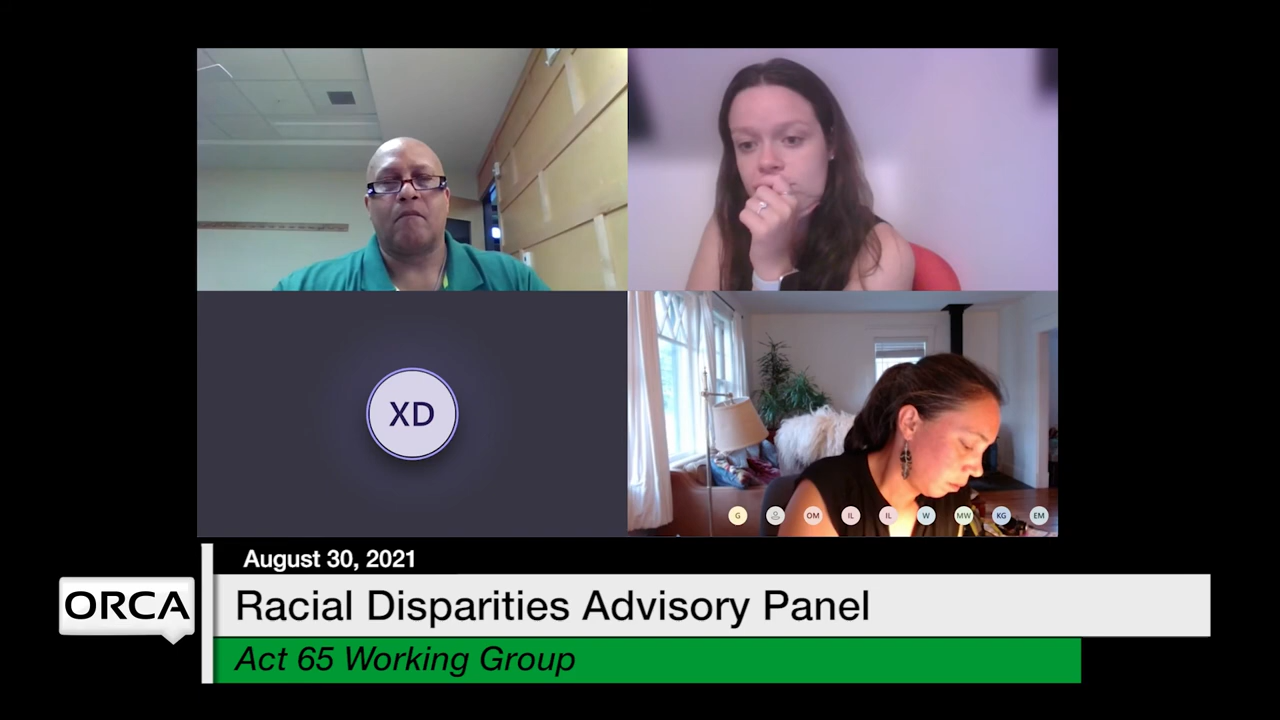 XD
G
OM
IL
IL
W
MW
KG
EM
August 30, 2021
ORCA
Racial Disparities Advisory Panel
Act 65 Working Group